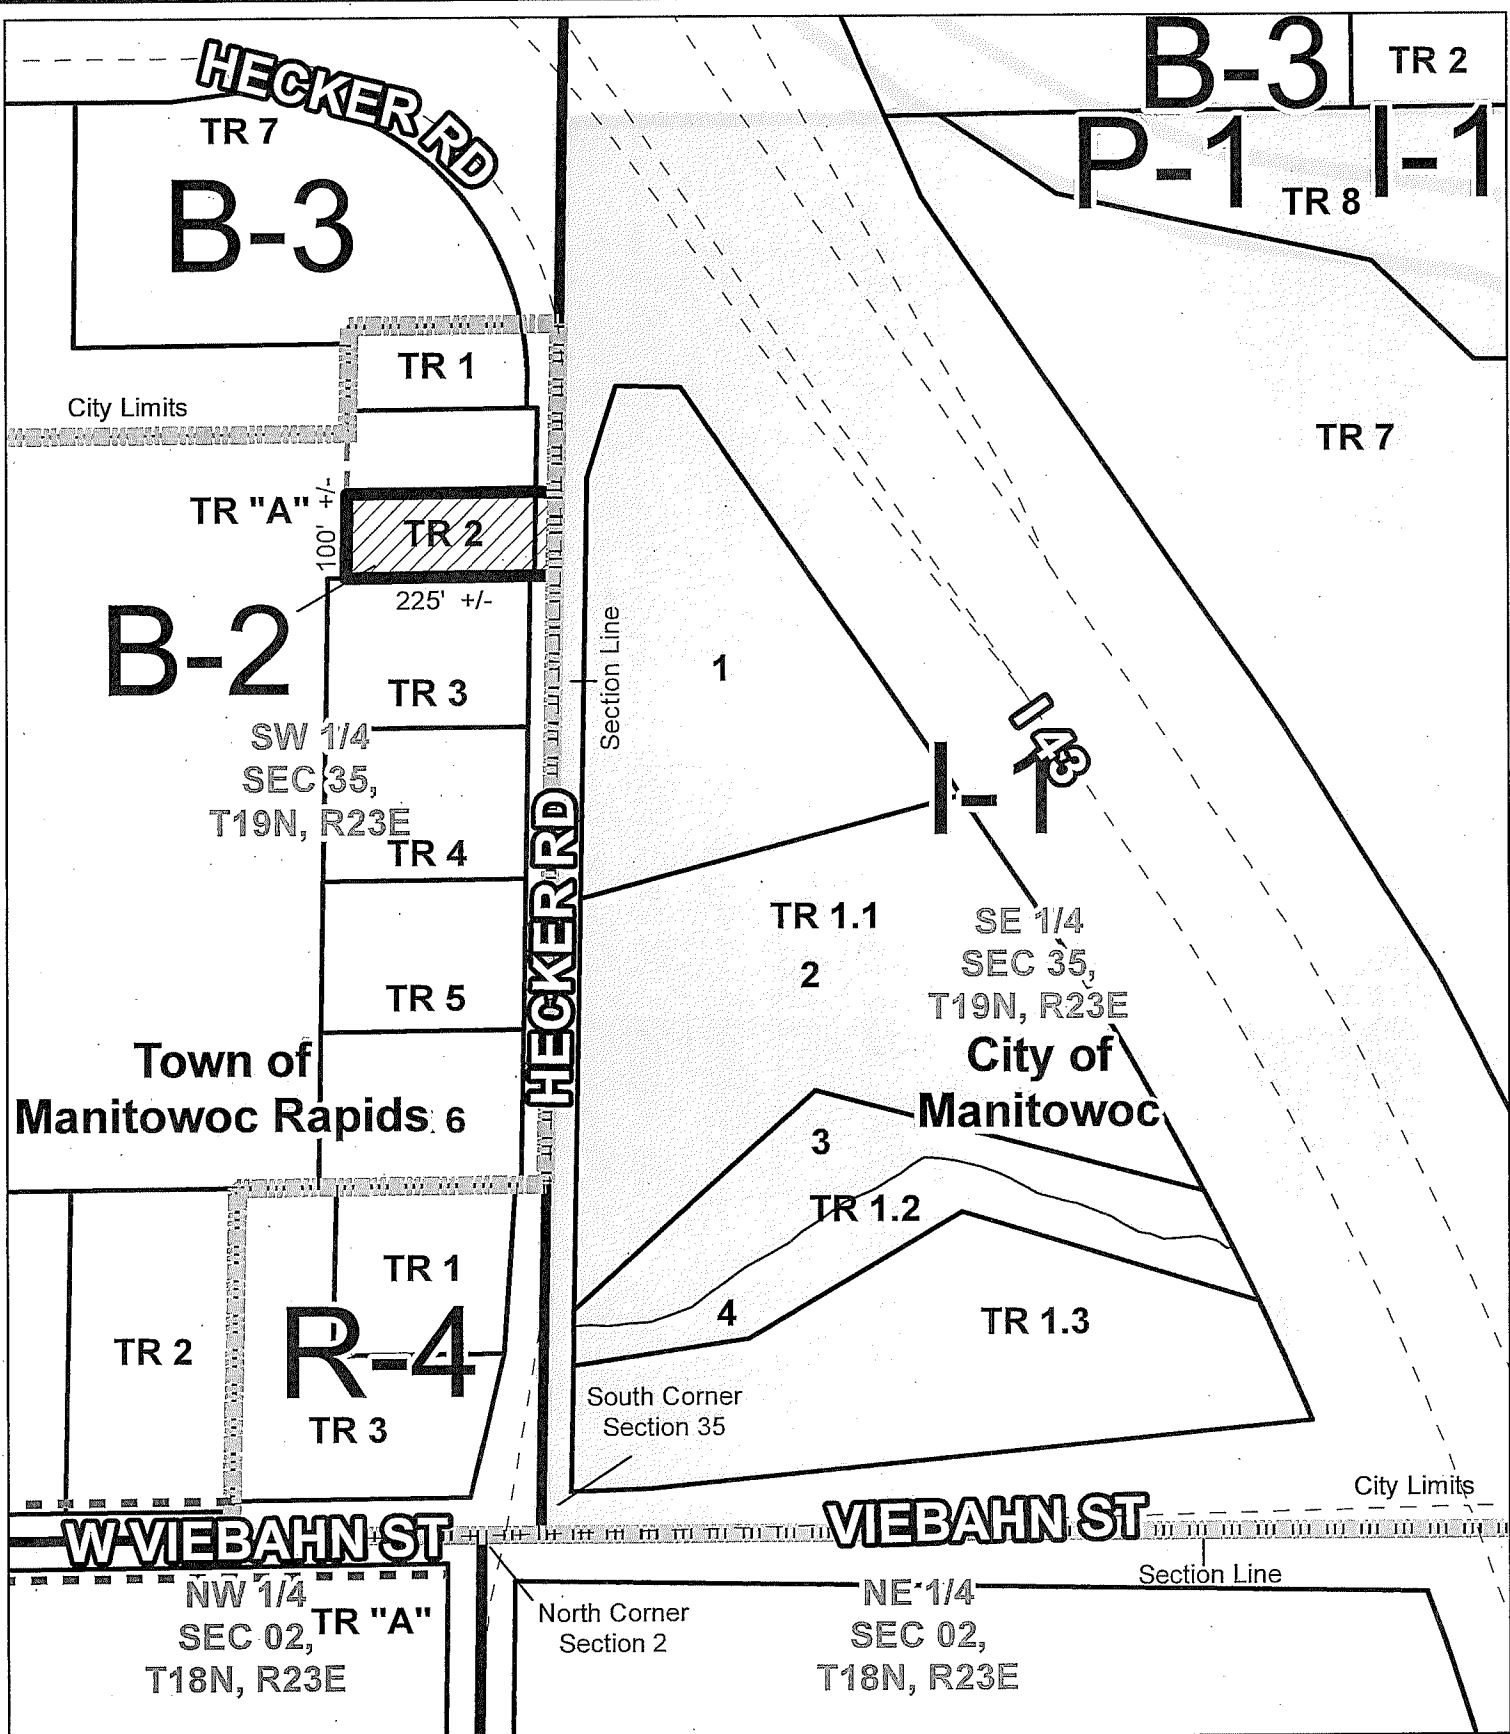 HECKER RD
TR 7
B-3
B-3
TR 2
P-1
I-1
TR 8
TR 1
City Limits
TR 7
TR "A"
100' +/-
TR 2
225' +/-
B-2
Section Line
1
TR 3
I 43
SW 1/4
SEC 35,
T19N, R23E
I-1
TR 4
HECKER RD
TR 1.1
2
SE 1/4
SEC 35,
T19N, R23E
TR 5
Town of
Manitowoc Rapids
6
City of
Manitowoc
3
TR 1.2
TR 1
4
TR 1.3
TR 2
R-4
TR 3
South Corner
Section 35
City Limits
W VIEBAHN ST
VIEBAHN ST
Section Line
NW 1/4
SEC 02,
T18N, R23E
TR "A"
North Corner
Section 2
NE 1/4
SEC 02,
T18N, R23E